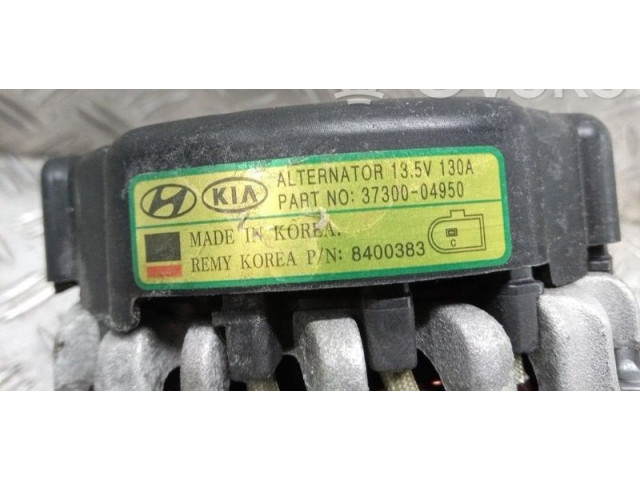 KIA
ALTERNATOR 13.5V 130A
PART NO: 37300-04950
MADE IN KOREA.
REMY KOREA P/N: 8400383
C